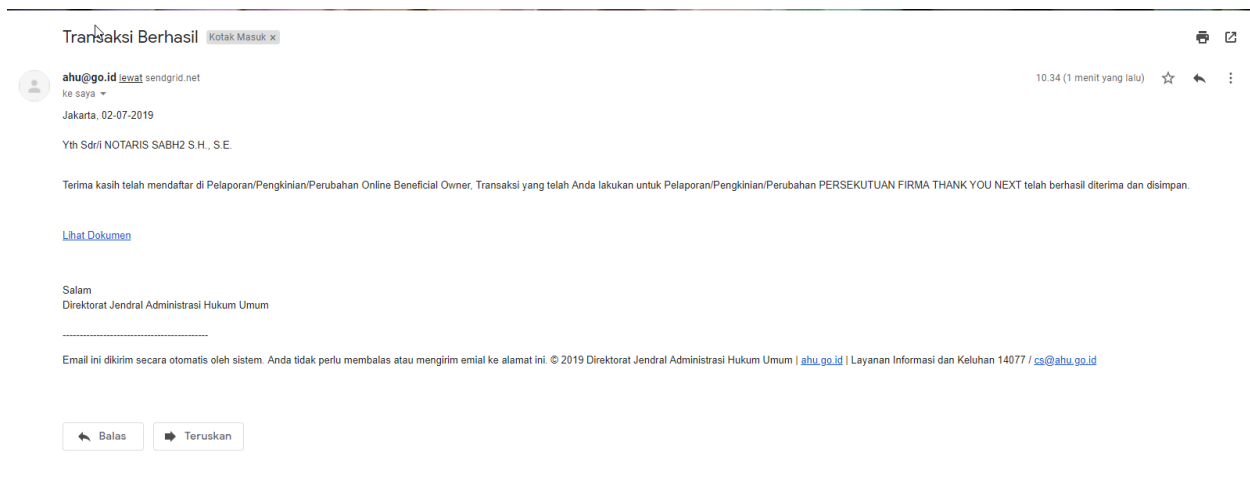 Transaksi Berhasil Kotak Masuk x
ahu@go.id lewat sendgrid.net 10.34 (1 menit yang lalu)
ke saya
Jakarta, 02-07-2019
Yth Sdr/i NOTARIS SABH2 S.H., S.E.
Terima kasih telah mendaftar di Pelaporan/Pengkinian/Perubahan Online Beneficial Owner, Transaksi yang telah Anda lakukan untuk Pelaporan/Pengkinian/Perubahan PERSEKUTUAN FIRMA THANK YOU NEXT telah berhasil diterima dan disimpan.
Lihat Dokumen
Salam
Direktorat Jendral Administrasi Hukum Umum
-------------------------------------------
Email ini dikirim secara otomatis oleh sistem. Anda tidak perlu membalas atau mengirim emial ke alamat ini. © 2019 Direktorat Jendral Administrasi Hukum Umum | ahu.go.id | Layanan Informasi dan Keluhan 14077 / cs@ahu.go.id
Balas Teruskan